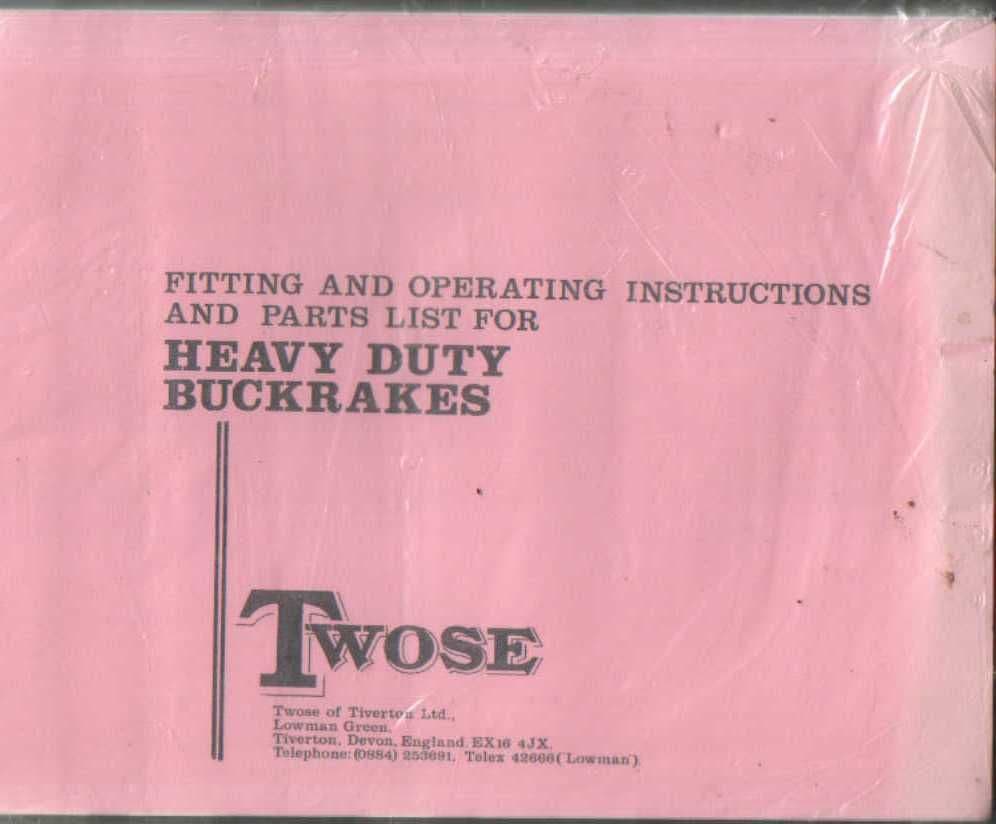 FITTING AND OPERATING INSTRUCTIONS
AND PARTS LIST FOR
HEAVY DUTY
BUCKRAKES
TWOSE
Twose of Tiverton Ltd.,
Lowman Green,
Tiverton, Devon, England. EX16 4JX.
Telephone: (0884) 253691. Telex 42666 (Lowman).